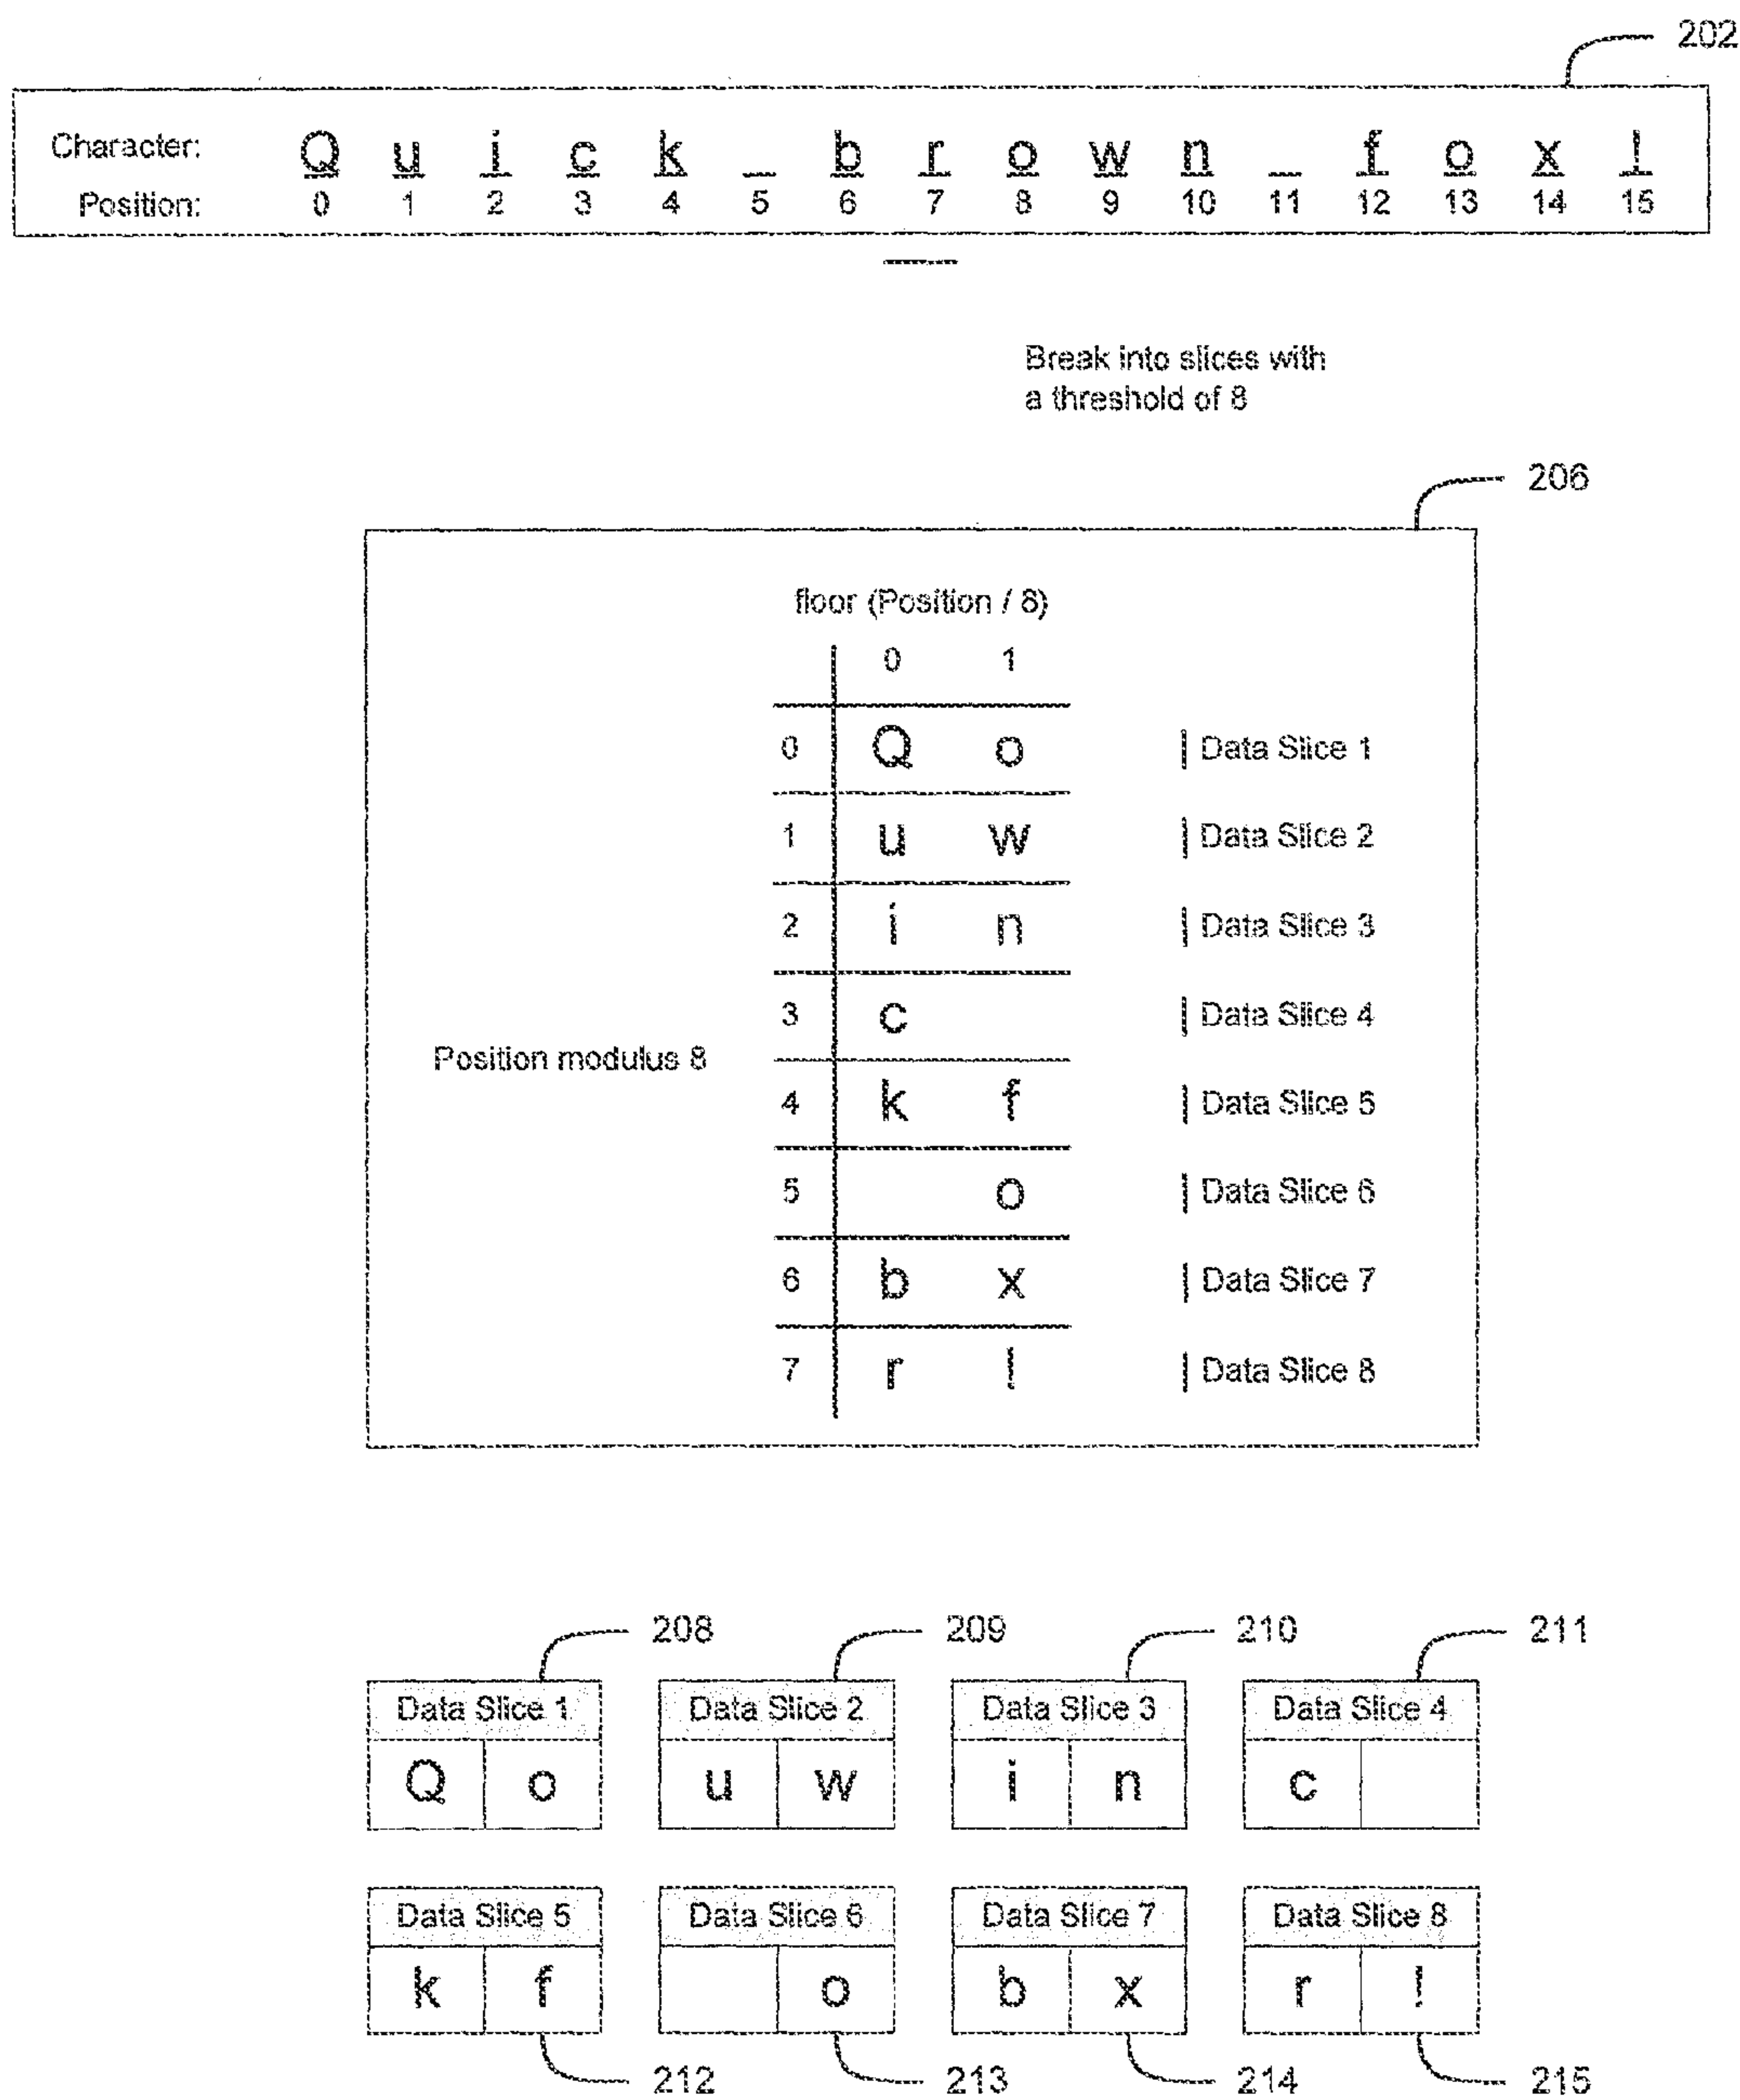 202
Character: Q u i c k _ b r o w n _ f o x !
Position: 0 1 2 3 4 5 6 7 8 9 10 11 12 13 14 15
Break into slices with
a threshold of 8
206
floor (Position / 8)
0 1
0 Q o Data Slice 1
1 u w Data Slice 2
2 i n Data Slice 3
3 c Data Slice 4
Position modulus 8
4 k f Data Slice 5
5 o Data Slice 6
6 b x Data Slice 7
7 r ! Data Slice 8
208 209 210 211
Data Slice 1 Data Slice 2 Data Slice 3 Data Slice 4
Q o u w i n c
Data Slice 5 Data Slice 6 Data Slice 7 Data Slice 8
k f o b x r !
212 213 214 215